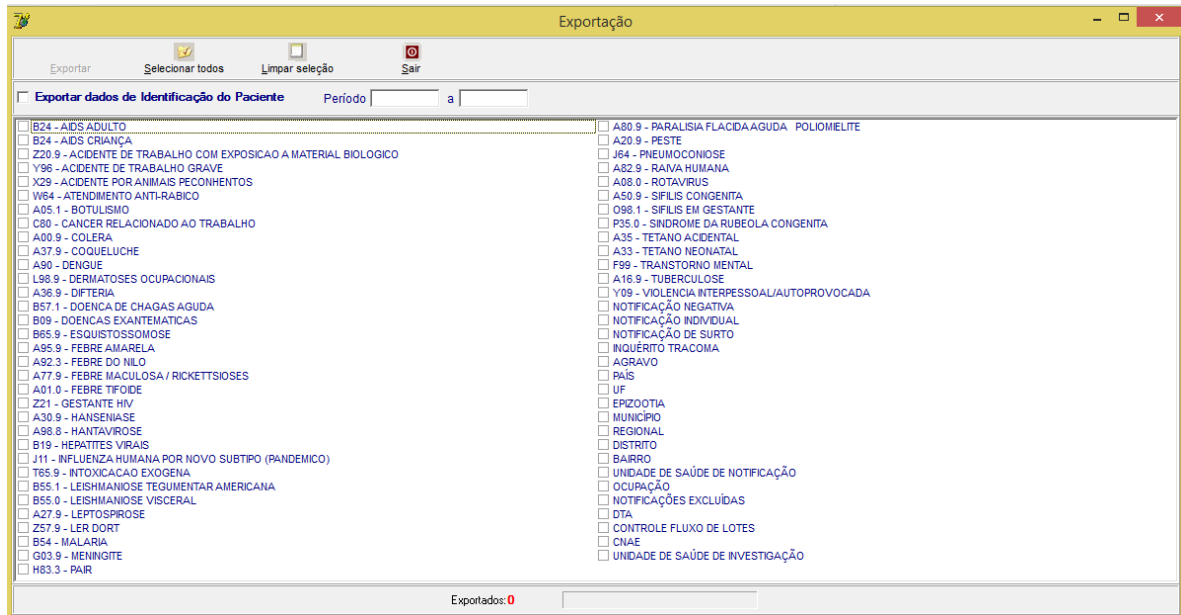 Exportação
Exportar Selecionar todos Limpar seleção Sair
Exportar dados de Identificação do Paciente Período a
B24 - AIDS ADULTO
B24 - AIDS CRIANÇA
Z20.9 - ACIDENTE DE TRABALHO COM EXPOSICAO A MATERIAL BIOLOGICO
Y96 - ACIDENTE DE TRABALHO GRAVE
X29 - ACIDENTE POR ANIMAIS PECONHENTOS
W64 - ATENDIMENTO ANTI-RABICO
A05.1 - BOTULISMO
C80 - CANCER RELACIONADO AO TRABALHO
A00.9 - COLERA
A37.9 - COQUELUCHE
A90 - DENGUE
L98.9 - DERMATOSES OCUPACIONAIS
A36.9 - DIFTERIA
B57.1 - DOENCA DE CHAGAS AGUDA
B09 - DOENCAS EXANTEMATICAS
B65.9 - ESQUISTOSSOMOSE
A95.9 - FEBRE AMARELA
A92.3 - FEBRE DO NILO
A77.9 - FEBRE MACULOSA / RICKETTSIOSES
A01.0 - FEBRE TIFOIDE
Z21 - GESTANTE HIV
A30.9 - HANSENIASE
A98.8 - HANTAVIROSE
B19 - HEPATITES VIRAIS
J11 - INFLUENZA HUMANA POR NOVO SUBTIPO (PANDEMICO)
T65.9 - INTOXICACAO EXOGENA
B55.1 - LEISHMANIOSE TEGUMENTAR AMERICANA
B55.0 - LEISHMANIOSE VISCERAL
A27.9 - LEPTOSPIROSE
Z57.9 - LER DORT
B54 - MALARIA
G03.9 - MENINGITE
H83.3 - PAIR
A80.9 - PARALISIA FLACIDA AGUDA POLIOMIELITE
A20.9 - PESTE
J64 - PNEUMOCONIOSE
A82.9 - RAIVA HUMANA
A08.0 - ROTAVIRUS
A50.9 - SIFILIS CONGENITA
O98.1 - SIFILIS EM GESTANTE
P35.0 - SINDROME DA RUBEOLA CONGENITA
A35 - TETANO ACIDENTAL
A33 - TETANO NEONATAL
F99 - TRANSTORNO MENTAL
A16.9 - TUBERCULOSE
Y09 - VIOLENCIA INTERPESSOAL/AUTOPROVOCADA
NOTIFICAÇÃO NEGATIVA
NOTIFICAÇÃO INDIVIDUAL
NOTIFICAÇÃO DE SURTO
INQUÉRITO TRACOMA
AGRAVO
PAÍS
UF
EPIZOOTIA
MUNICÍPIO
REGIONAL
DISTRITO
BAIRRO
UNIDADE DE SAÚDE DE NOTIFICAÇÃO
OCUPAÇÃO
NOTIFICAÇÕES EXCLUÍDAS
DTA
CONTROLE FLUXO DE LOTES
CNAE
UNIDADE DE SAÚDE DE INVESTIGAÇÃO
Exportados: 0